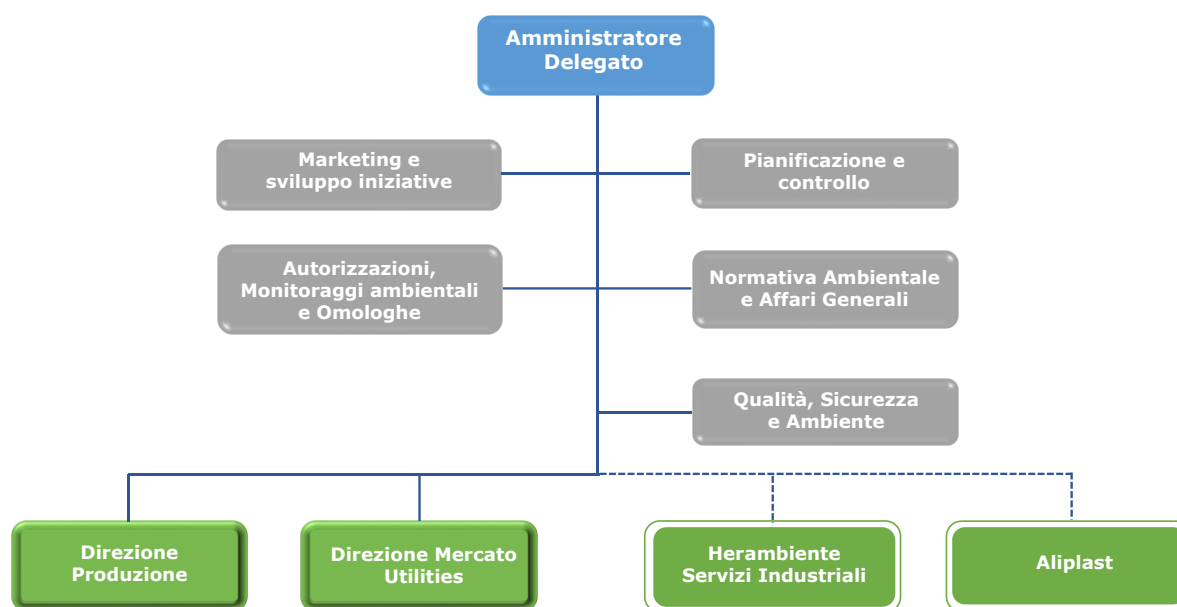 Amministratore
Delegato
Marketing e
sviluppo iniziative
Pianificazione e
controllo
Autorizzazioni,
Monitoraggi ambientali
e Omologhe
Normativa Ambientale
e Affari Generali
Qualità, Sicurezza
e Ambiente
Direzione
Produzione
Direzione Mercato
Utilities
Herambiente
Servizi Industriali
Aliplast